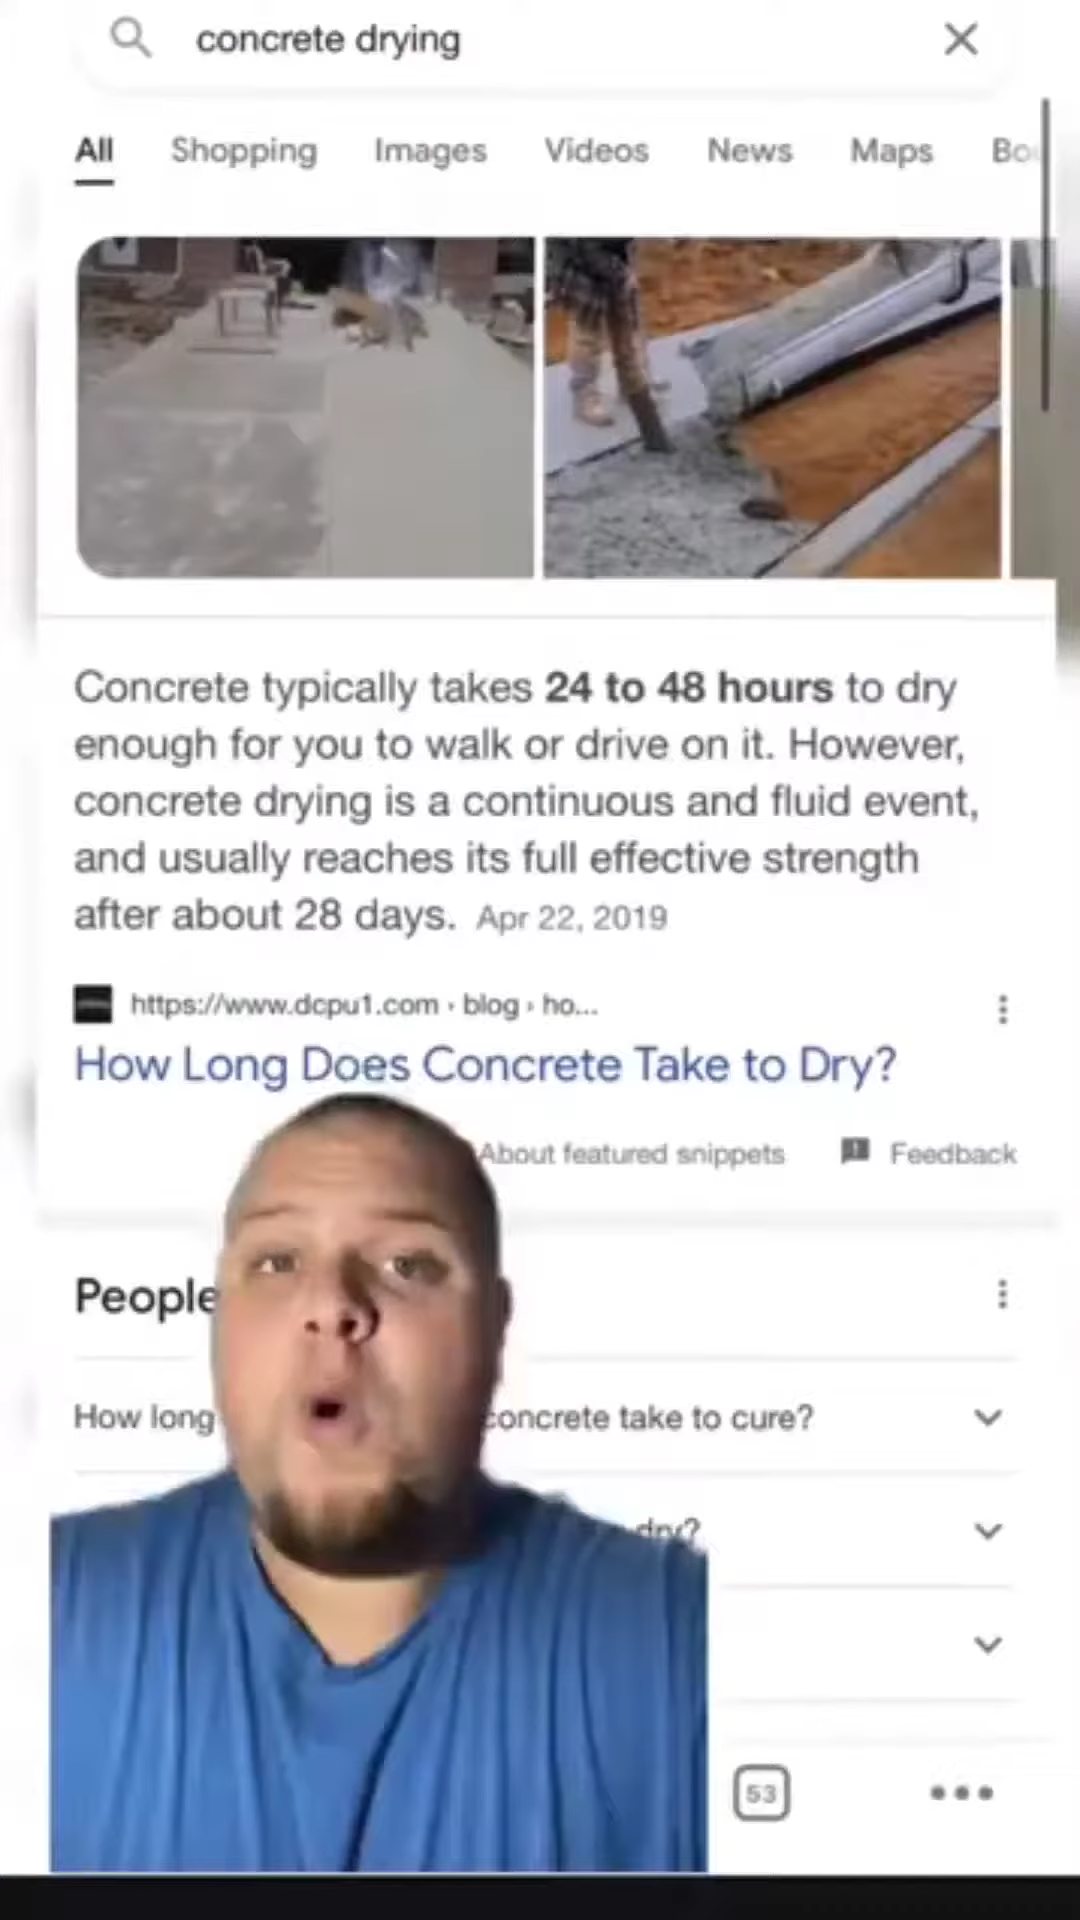 concrete drying
All Shopping Images Videos News Maps
Concrete typically takes 24 to 48 hours to dry
enough for you to walk or drive on it. However,
concrete drying is a continuous and fluid event,
and usually reaches its full effective strength
after about 28 days. Apr 22, 2019
https://www.dcpu1.com › blog › ho...
How Long Does Concrete Take to Dry?
About featured snippets Feedback
People
How long concrete take to cure?
dry?
53